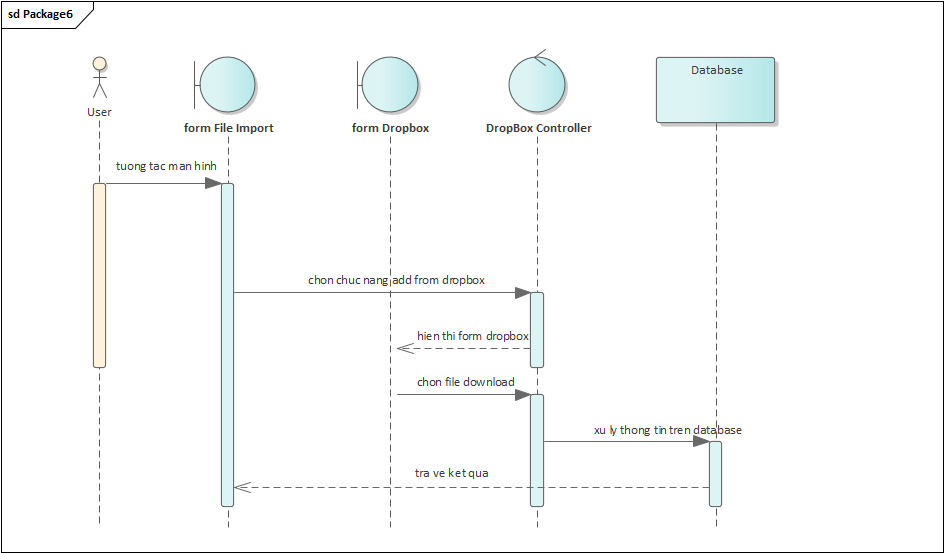 sd Package6
Database
User
form File Import
form Dropbox
DropBox Controller
tuong tac man hinh
chon chuc nang add from dropbox
hien thi form dropbox
chon file download
xu ly thong tin tren database
tra ve ket qua